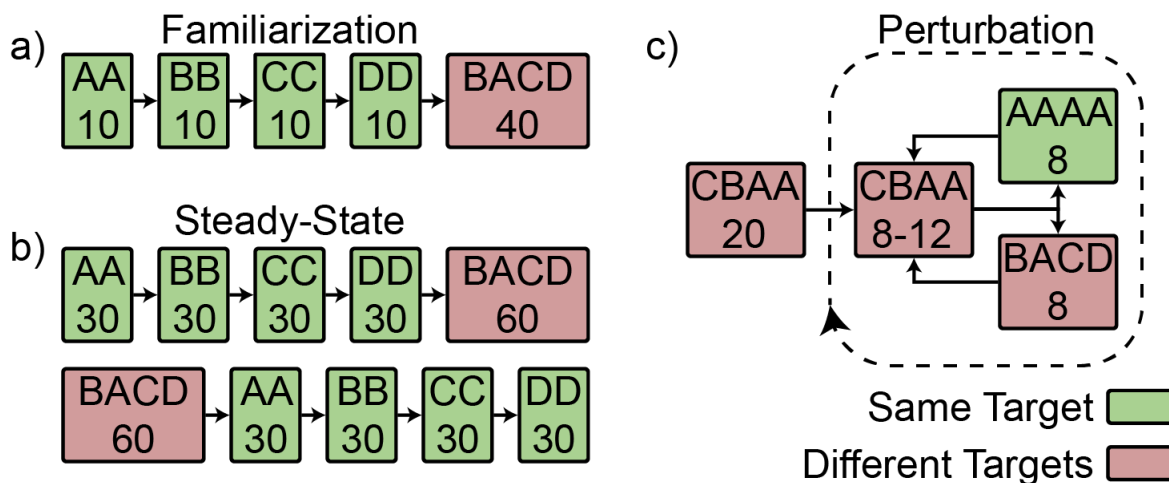 a)
Familiarization
AA
10
BB
10
CC
10
DD
10
BACD
40
b)
Steady-State
AA
30
BB
30
CC
30
DD
30
BACD
60
BACD
60
AA
30
BB
30
CC
30
DD
30
c)
Perturbation
CBAA
20
CBAA
8-12
AAAA
8
BACD
8
Same Target
Different Targets